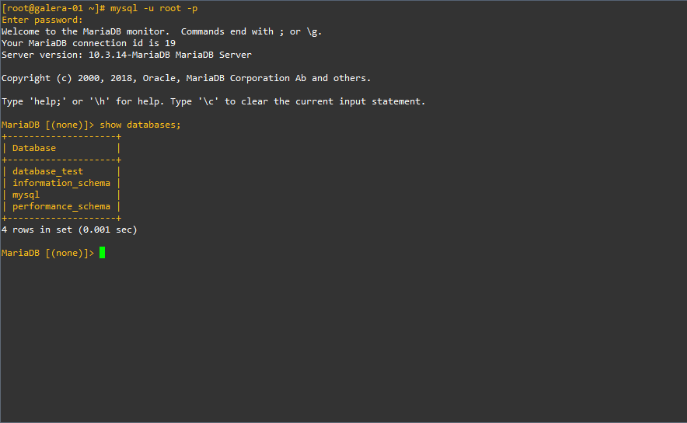 [root@galera-01 ~]# mysql -u root -p
Enter password:
Welcome to the MariaDB monitor.  Commands end with ; or \g.
Your MariaDB connection id is 19
Server version: 10.3.14-MariaDB MariaDB Server

Copyright (c) 2000, 2018, Oracle, MariaDB Corporation Ab and others.

Type 'help;' or '\h' for help. Type '\c' to clear the current input statement.

MariaDB [(none)]> show databases;
+--------------------+
| Database           |
+--------------------+
| database_test      |
| information_schema |
| mysql              |
| performance_schema |
+--------------------+
4 rows in set (0.001 sec)

MariaDB [(none)]>